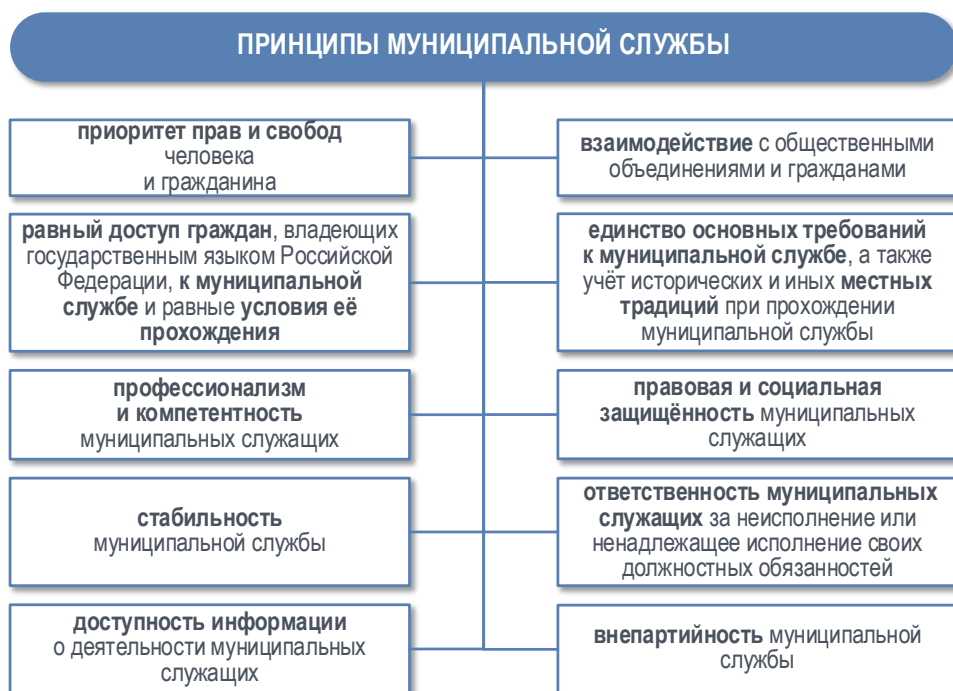 ПРИНЦИПЫ МУНИЦИПАЛЬНОЙ СЛУЖБЫ
приоритет прав и свобод
человека
и гражданина
равный доступ граждан, владеющих
государственным языком Российской
Федерации, к муниципальной
службе и равные условия её
прохождения
профессионализм
и компетентность
муниципальных служащих
стабильность
муниципальной службы
доступность информации
о деятельности муниципальных
служащих
взаимодействие с общественными
объединениями и гражданами
единство основных требований
к муниципальной службе, а также
учёт исторических и иных местных
традиций при прохождении
муниципальной службы
правовая и социальная
защищённость муниципальных
служащих
ответственность муниципальных
служащих за неисполнение или
ненадлежащее исполнение своих
должностных обязанностей
внепартийность муниципальной
службы